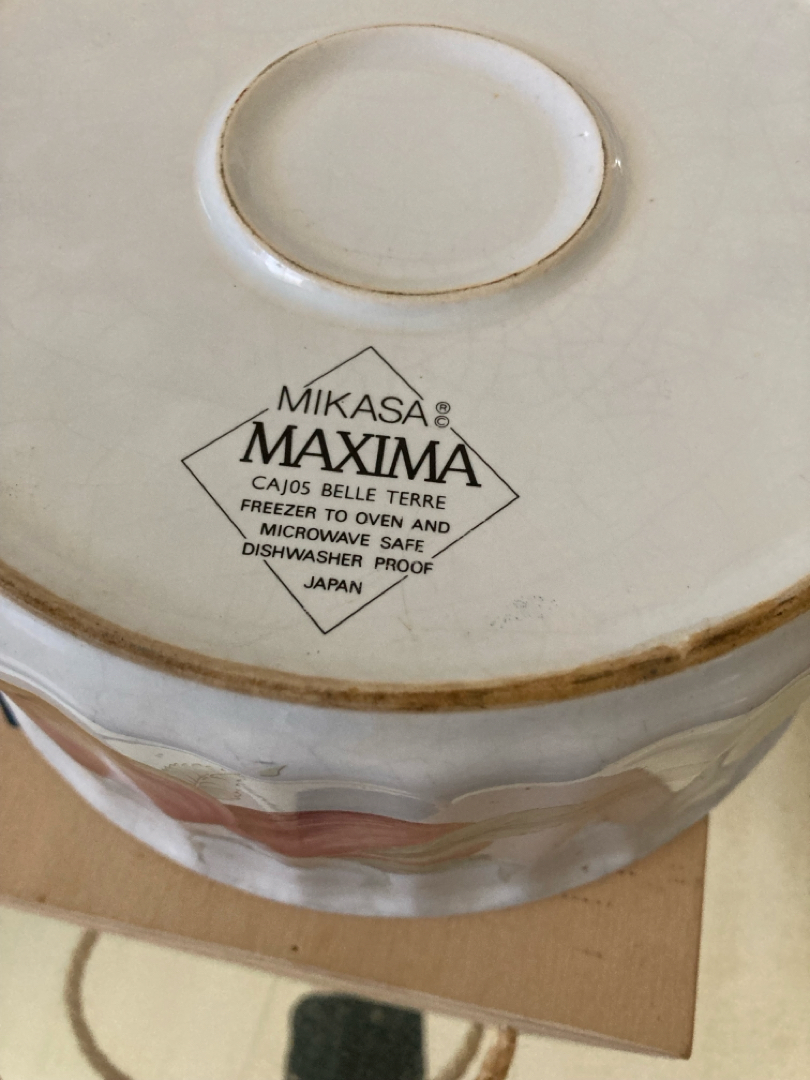 MIKASA®©
MAXIMA
CAJ05 BELLE TERRE
FREEZER TO OVEN AND
MICROWAVE SAFE
DISHWASHER PROOF
JAPAN